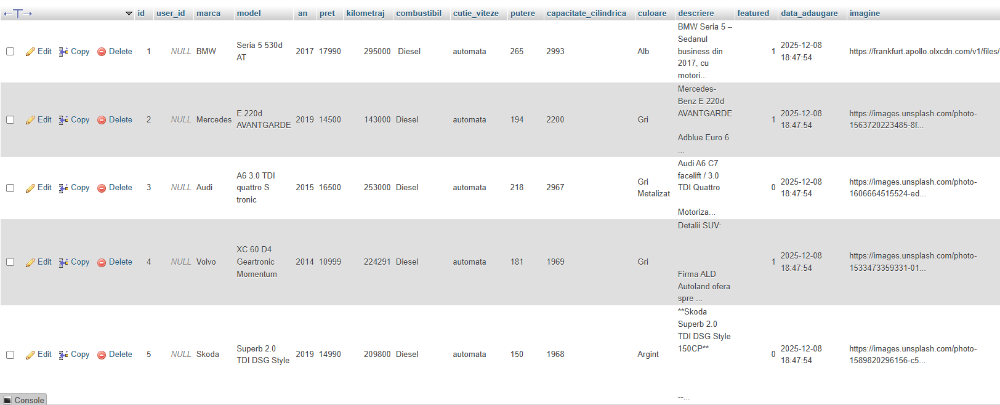 id user_id marca model an pret kilometraj combustibil cutie_viteze putere capacitate_cilindrica culoare descriere featured data_adaugare imagine
Edit Copy Delete 1 NULL BMW Seria 5 530d AT 2017 17990 295000 Diesel automata 265 2993 Alb BMW Seria 5 – Sedanul business din 2017, cu motori... 1 2025-12-08 18:47:54 https://frankfurt.apollo.olxcdn.com/v1/files/
Edit Copy Delete 2 NULL Mercedes E 220d AVANTGARDE 2019 14500 143000 Diesel automata 194 2200 Gri Mercedes-Benz E 220d AVANTGARDE Adblue Euro 6 ... 1 2025-12-08 18:47:54 https://images.unsplash.com/photo-1563720223485-8f...
Edit Copy Delete 3 NULL Audi A6 3.0 TDI quattro S tronic 2015 16500 253000 Diesel automata 218 2967 Gri Metalizat Audi A6 C7 facelift / 3.0 TDI Quattro Motoriza... 0 2025-12-08 18:47:54 https://images.unsplash.com/photo-1606664515524-ed...
Edit Copy Delete 4 NULL Volvo XC 60 D4 Geartronic Momentum 2014 10999 224291 Diesel automata 181 1969 Gri Detalii SUV: Firma ALD Autoland ofera spre ... 1 2025-12-08 18:47:54 https://images.unsplash.com/photo-1533473359331-01...
Edit Copy Delete 5 NULL Skoda Superb 2.0 TDI DSG Style 2019 14990 209800 Diesel automata 150 1968 Argint **Skoda Superb 2.0 TDI DSG Style 150CP** --... 0 2025-12-08 18:47:54 https://images.unsplash.com/photo-1589820296156-c5...
Console